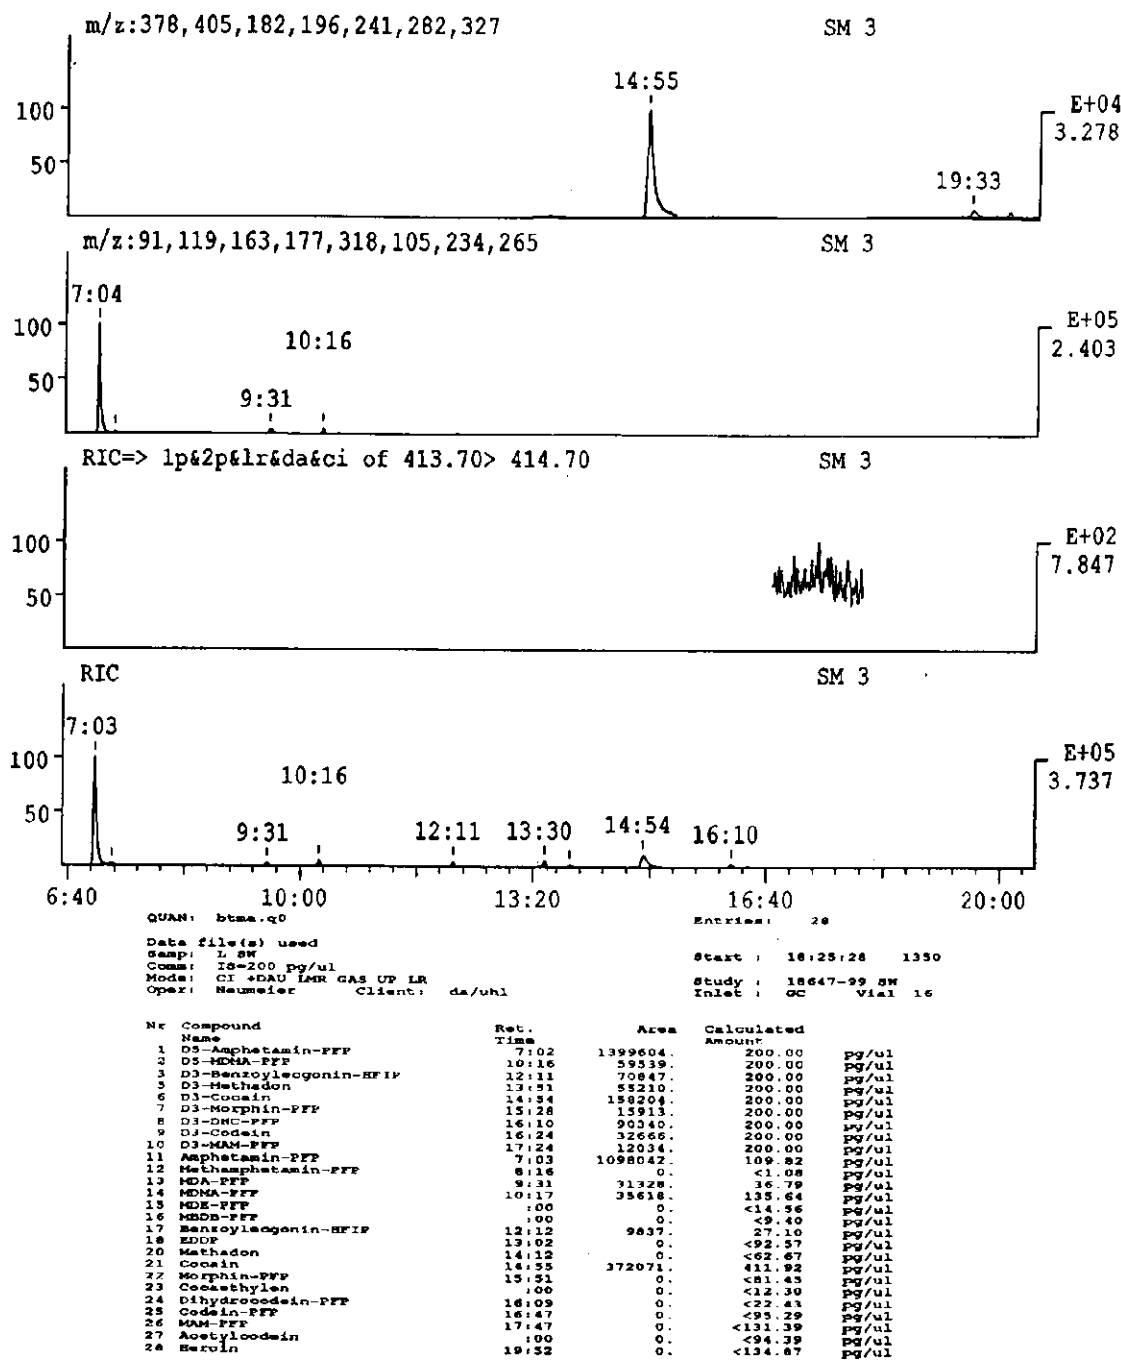 m/z:378,405,182,196,241,282,327 SM 3
14:55
100 E+04
3.278
50
19:33
m/z:91,119,163,177,318,105,234,265 SM 3
7:04
100 E+05
10:16 2.403
50
9:31
RIC=> 1p&2p&lr&da&ci of 413.70> 414.70 SM 3
100 E+02
7.847
50
RIC SM 3
7:03
100 E+05
10:16 3.737
50
9:31 12:11 13:30 14:54 16:10
6:40 10:00 13:20 16:40 20:00
QUAN: btma.q0 Entries: 28
Data file(s) used
Samp: L SW Start : 18:25:28 1350
Comm: IS=200 pg/ul
Mode: CI +DAU LMR GAS UP LR Study : 18647-99 SW
Oper: Neumeier Client: da/uhl Inlet : GC Vial 16
Nr Compound Ret. Area Calculated
Name Time Amount
1 D5-Amphetamin-PFP 7:02 1399604. 200.00 pg/ul
2 D5-MDMA-PFP 10:16 59539. 200.00 pg/ul
3 D3-Benzoylecgonin-HFIP 12:11 70847. 200.00 pg/ul
5 D3-Methadon 13:51 55210. 200.00 pg/ul
6 D3-Cocain 14:54 158204. 200.00 pg/ul
7 D3-Morphin-PFP 15:28 15913. 200.00 pg/ul
8 D3-DHC-PFP 16:10 90340. 200.00 pg/ul
9 D3-Codein 16:24 32666. 200.00 pg/ul
10 D3-MAM-PFP 17:24 12034. 200.00 pg/ul
11 Amphetamin-PFP 7:03 1098042. 109.82 pg/ul
12 Methamphetamin-PFP 8:16 0. <1.08 pg/ul
13 MDA-PFP 9:31 31328. 36.79 pg/ul
14 MDMA-PFP 10:17 35618. 135.64 pg/ul
15 MDE-PFP :00 0. <14.56 pg/ul
16 MBDB-PFP :00 0. <9.40 pg/ul
17 Benzoylecgonin-HFIP 12:12 9837. 27.10 pg/ul
18 EDDP 13:02 0. <92.57 pg/ul
20 Methadon 14:12 0. <62.67 pg/ul
21 Cocain 14:55 372071. 411.92 pg/ul
22 Morphin-PFP 15:51 0. <81.45 pg/ul
23 Cocaethylen :00 0. <12.30 pg/ul
24 Dihydrocodein-PFP 16:09 0. <22.43 pg/ul
25 Codein-PFP 16:47 0. <95.29 pg/ul
26 MAM-PFP 17:47 0. <131.39 pg/ul
27 Acetylcodein :00 0. <94.39 pg/ul
28 Heroin 19:52 0. <134.87 pg/ul